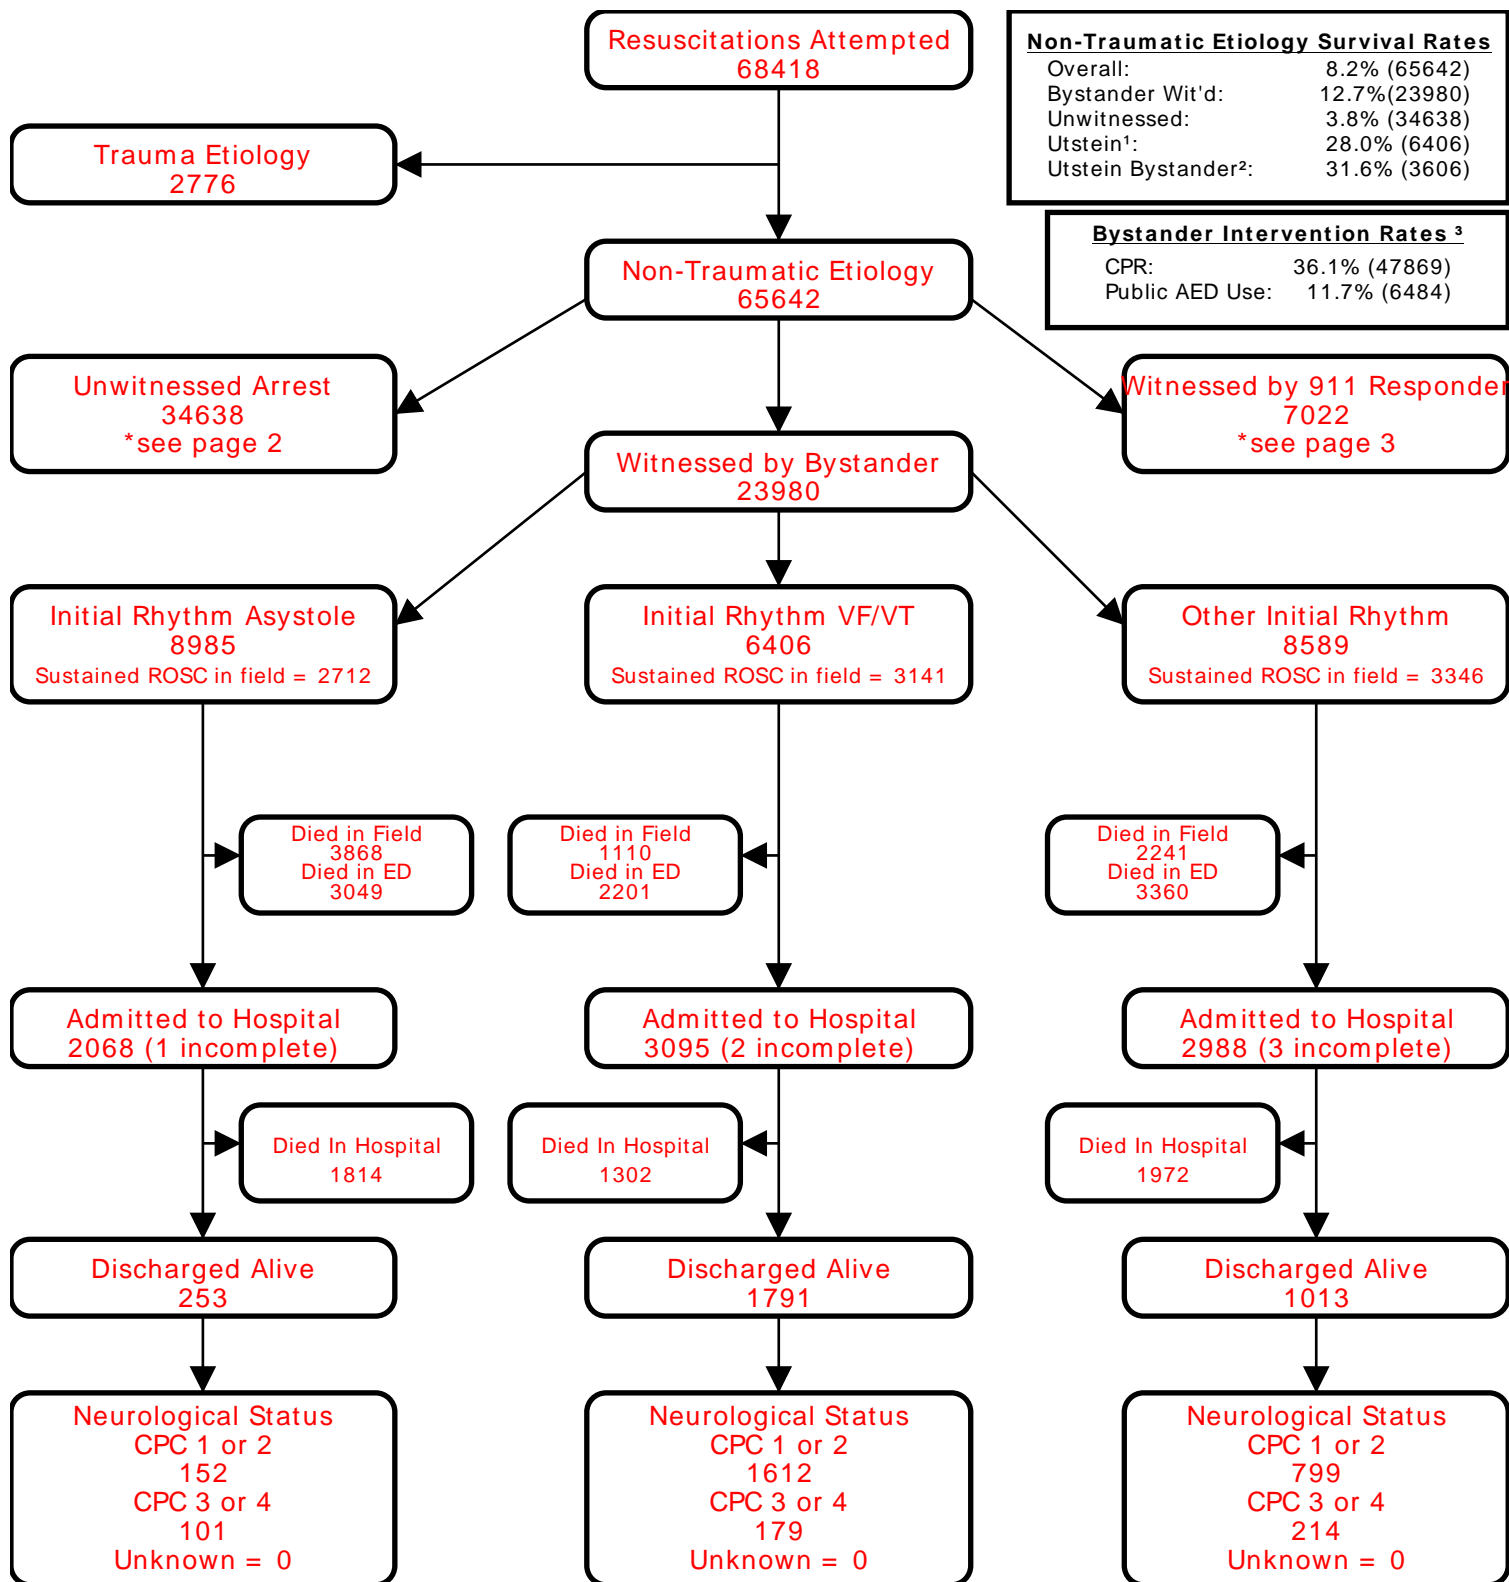 Resuscitations Attempted
68418
Non-Traumatic Etiology Survival Rates
Overall: 8.2% (65642)
Bystander Wit'd: 12.7%(23980)
Unwitnessed: 3.8% (34638)
Utstein¹: 28.0% (6406)
Utstein Bystander²: 31.6% (3606)
Trauma Etiology
2776
Bystander Intervention Rates ³
CPR: 36.1% (47869)
Public AED Use: 11.7% (6484)
Non-Traumatic Etiology
65642
Unwitnessed Arrest
34638
*see page 2
Witnessed by 911 Responder
7022
*see page 3
Witnessed by Bystander
23980
Initial Rhythm Asystole
8985
Sustained ROSC in field = 2712
Initial Rhythm VF/VT
6406
Sustained ROSC in field = 3141
Other Initial Rhythm
8589
Sustained ROSC in field = 3346
Died in Field
3868
Died in ED
3049
Died in Field
1110
Died in ED
2201
Died in Field
2241
Died in ED
3360
Admitted to Hospital
2068 (1 incomplete)
Admitted to Hospital
3095 (2 incomplete)
Admitted to Hospital
2988 (3 incomplete)
Died In Hospital
1814
Died In Hospital
1302
Died In Hospital
1972
Discharged Alive
253
Discharged Alive
1791
Discharged Alive
1013
Neurological Status
CPC 1 or 2
152
CPC 3 or 4
101
Unknown = 0
Neurological Status
CPC 1 or 2
1612
CPC 3 or 4
179
Unknown = 0
Neurological Status
CPC 1 or 2
799
CPC 3 or 4
214
Unknown = 0